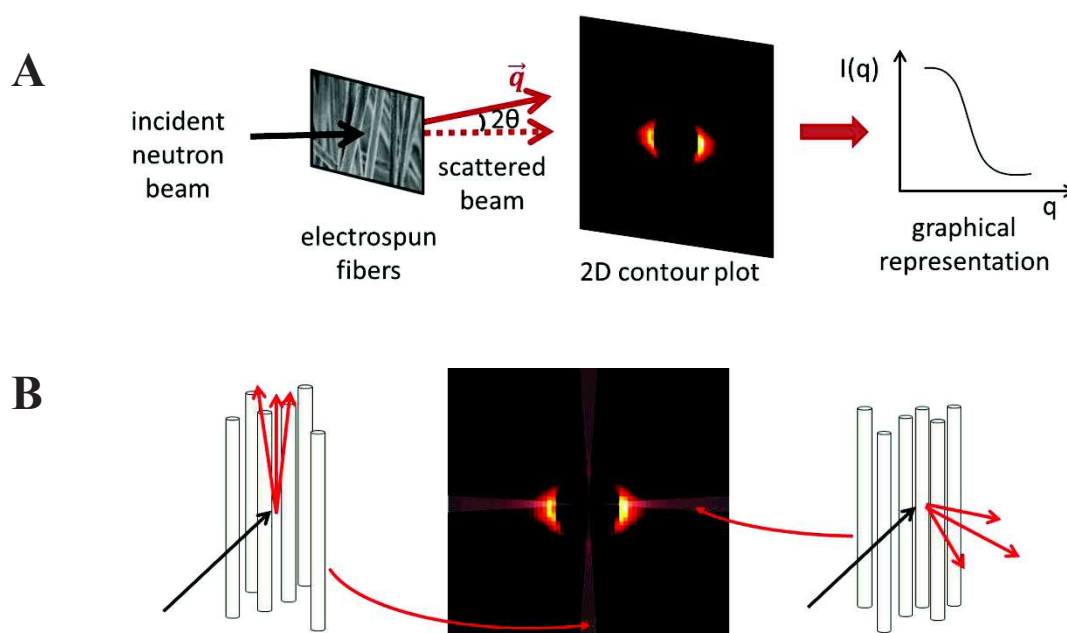 A
incident
neutron
beam
electrospun
fibers
q
2θ
scattered
beam
2D contour plot
I(q)
q
graphical
representation
B